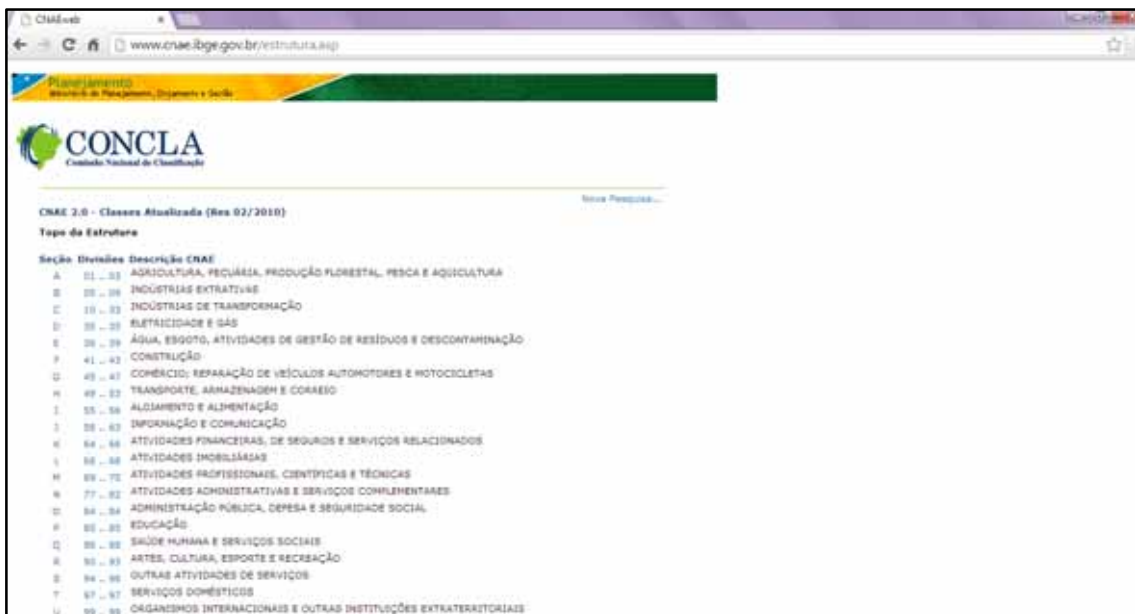 CNAEweb
www.cnae.ibge.gov.br/estrutura.asp
Planejamento
Ministério do Planejamento, Orçamento e Gestão
CONCLA
Comissão Nacional de Classificação
Nova Pesquisa...
CNAE 2.0 - Classes Atualizada (Res 02/2010)
Topo da Estrutura
Seção Divisões Descrição CNAE
A 01 .. 03 AGRICULTURA, PECUÁRIA, PRODUÇÃO FLORESTAL, PESCA E AQÜICULTURA
B 05 .. 09 INDÚSTRIAS EXTRATIVAS
C 10 .. 33 INDÚSTRIAS DE TRANSFORMAÇÃO
D 35 .. 35 ELETRICIDADE E GÁS
E 36 .. 39 ÁGUA, ESGOTO, ATIVIDADES DE GESTÃO DE RESÍDUOS E DESCONTAMINAÇÃO
F 41 .. 43 CONSTRUÇÃO
G 45 .. 47 COMÉRCIO; REPARAÇÃO DE VEÍCULOS AUTOMOTORES E MOTOCICLETAS
H 49 .. 53 TRANSPORTE, ARMAZENAGEM E CORREIO
I 55 .. 56 ALOJAMENTO E ALIMENTAÇÃO
J 58 .. 63 INFORMAÇÃO E COMUNICAÇÃO
K 64 .. 66 ATIVIDADES FINANCEIRAS, DE SEGUROS E SERVIÇOS RELACIONADOS
L 68 .. 68 ATIVIDADES IMOBILIÁRIAS
M 69 .. 75 ATIVIDADES PROFISSIONAIS, CIENTÍFICAS E TÉCNICAS
N 77 .. 82 ATIVIDADES ADMINISTRATIVAS E SERVIÇOS COMPLEMENTARES
O 84 .. 84 ADMINISTRAÇÃO PÚBLICA, DEFESA E SEGURIDADE SOCIAL
P 85 .. 85 EDUCAÇÃO
Q 86 .. 88 SAÚDE HUMANA E SERVIÇOS SOCIAIS
R 90 .. 93 ARTES, CULTURA, ESPORTE E RECREAÇÃO
S 94 .. 96 OUTRAS ATIVIDADES DE SERVIÇOS
T 97 .. 97 SERVIÇOS DOMÉSTICOS
U 99 .. 99 ORGANISMOS INTERNACIONAIS E OUTRAS INSTITUIÇÕES EXTRATERRITORIAIS